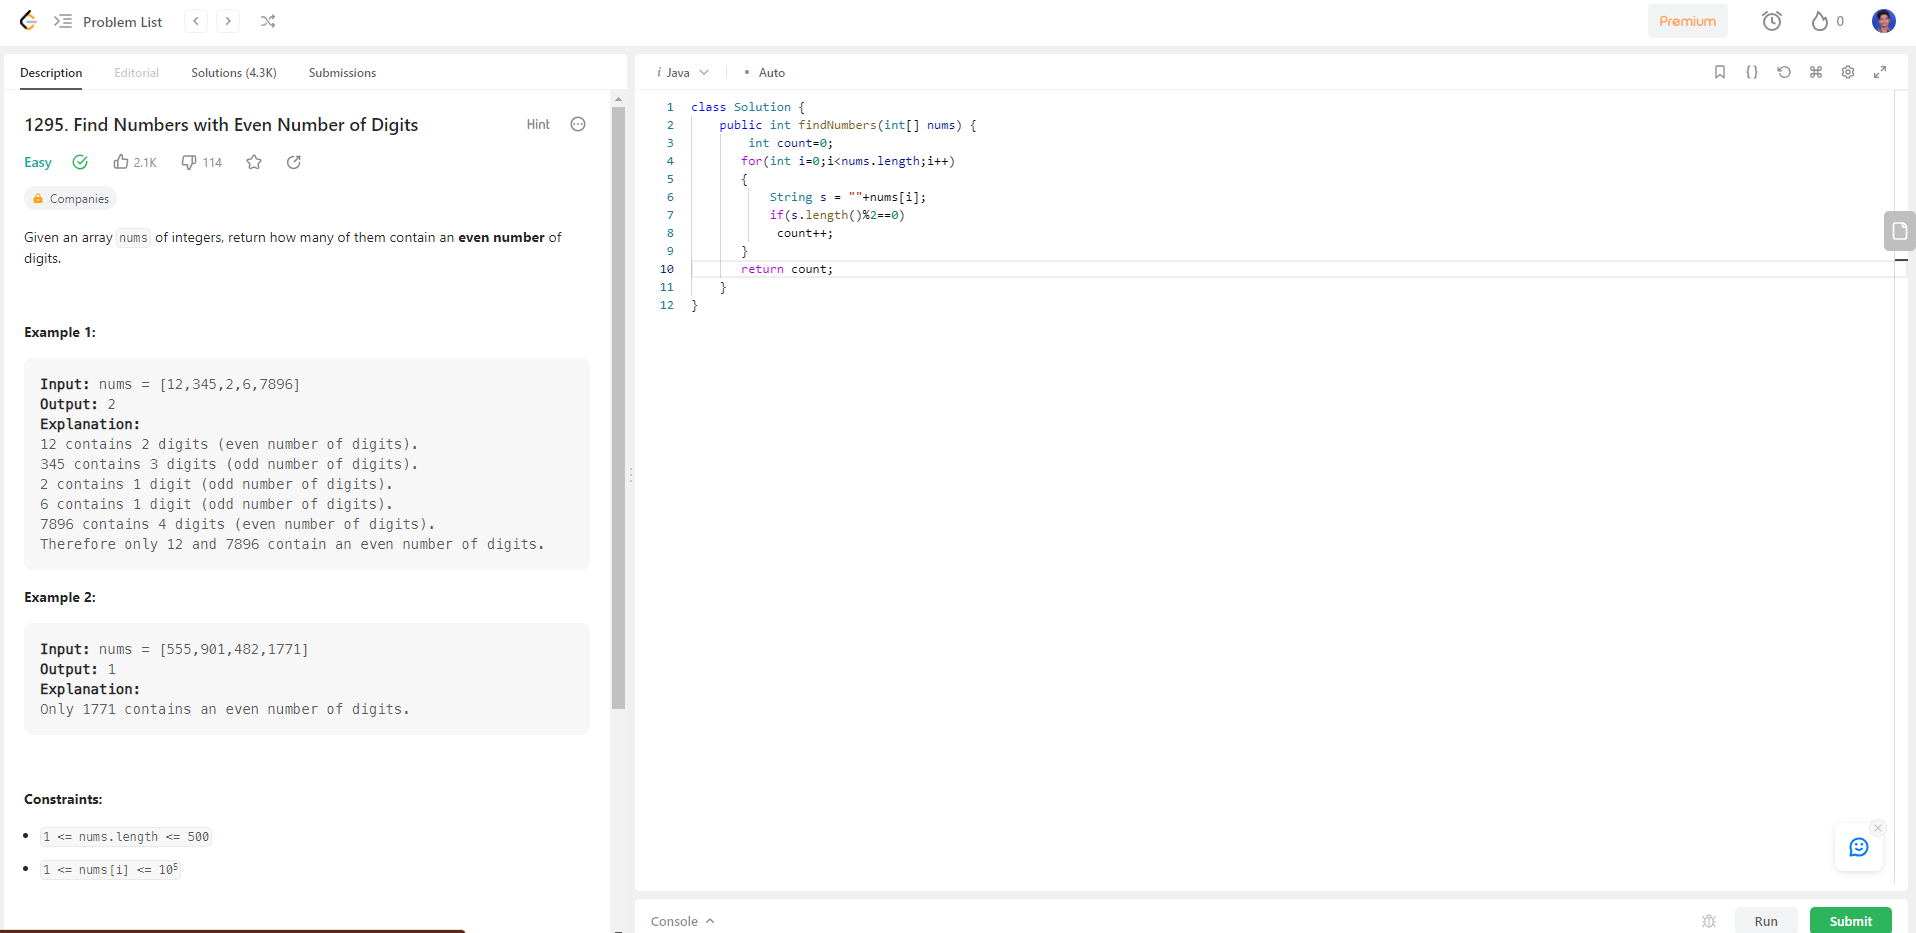 Problem List
Premium
0
Description
Editorial
Solutions (4.3K)
Submissions
1295. Find Numbers with Even Number of Digits
Hint
Easy
2.1K
114
Companies
Given an array nums of integers, return how many of them contain an even number of
digits.
Example 1:
Input: nums = [12,345,2,6,7896]
Output: 2
Explanation:
12 contains 2 digits (even number of digits).
345 contains 3 digits (odd number of digits).
2 contains 1 digit (odd number of digits).
6 contains 1 digit (odd number of digits).
7896 contains 4 digits (even number of digits).
Therefore only 12 and 7896 contain an even number of digits.
Example 2:
Input: nums = [555,901,482,1771]
Output: 1
Explanation:
Only 1771 contains an even number of digits.
Constraints:
• 1 <= nums.length <= 500
• 1 <= nums[i] <= 10⁵
i Java
• Auto
1 class Solution {
2 public int findNumbers(int[] nums) {
3 int count=0;
4 for(int i=0;i<nums.length;i++)
5 {
6 String s = ""+nums[i];
7 if(s.length()%2==0)
8 count++;
9 }
10 return count;
11 }
12 }
Console
Run
Submit